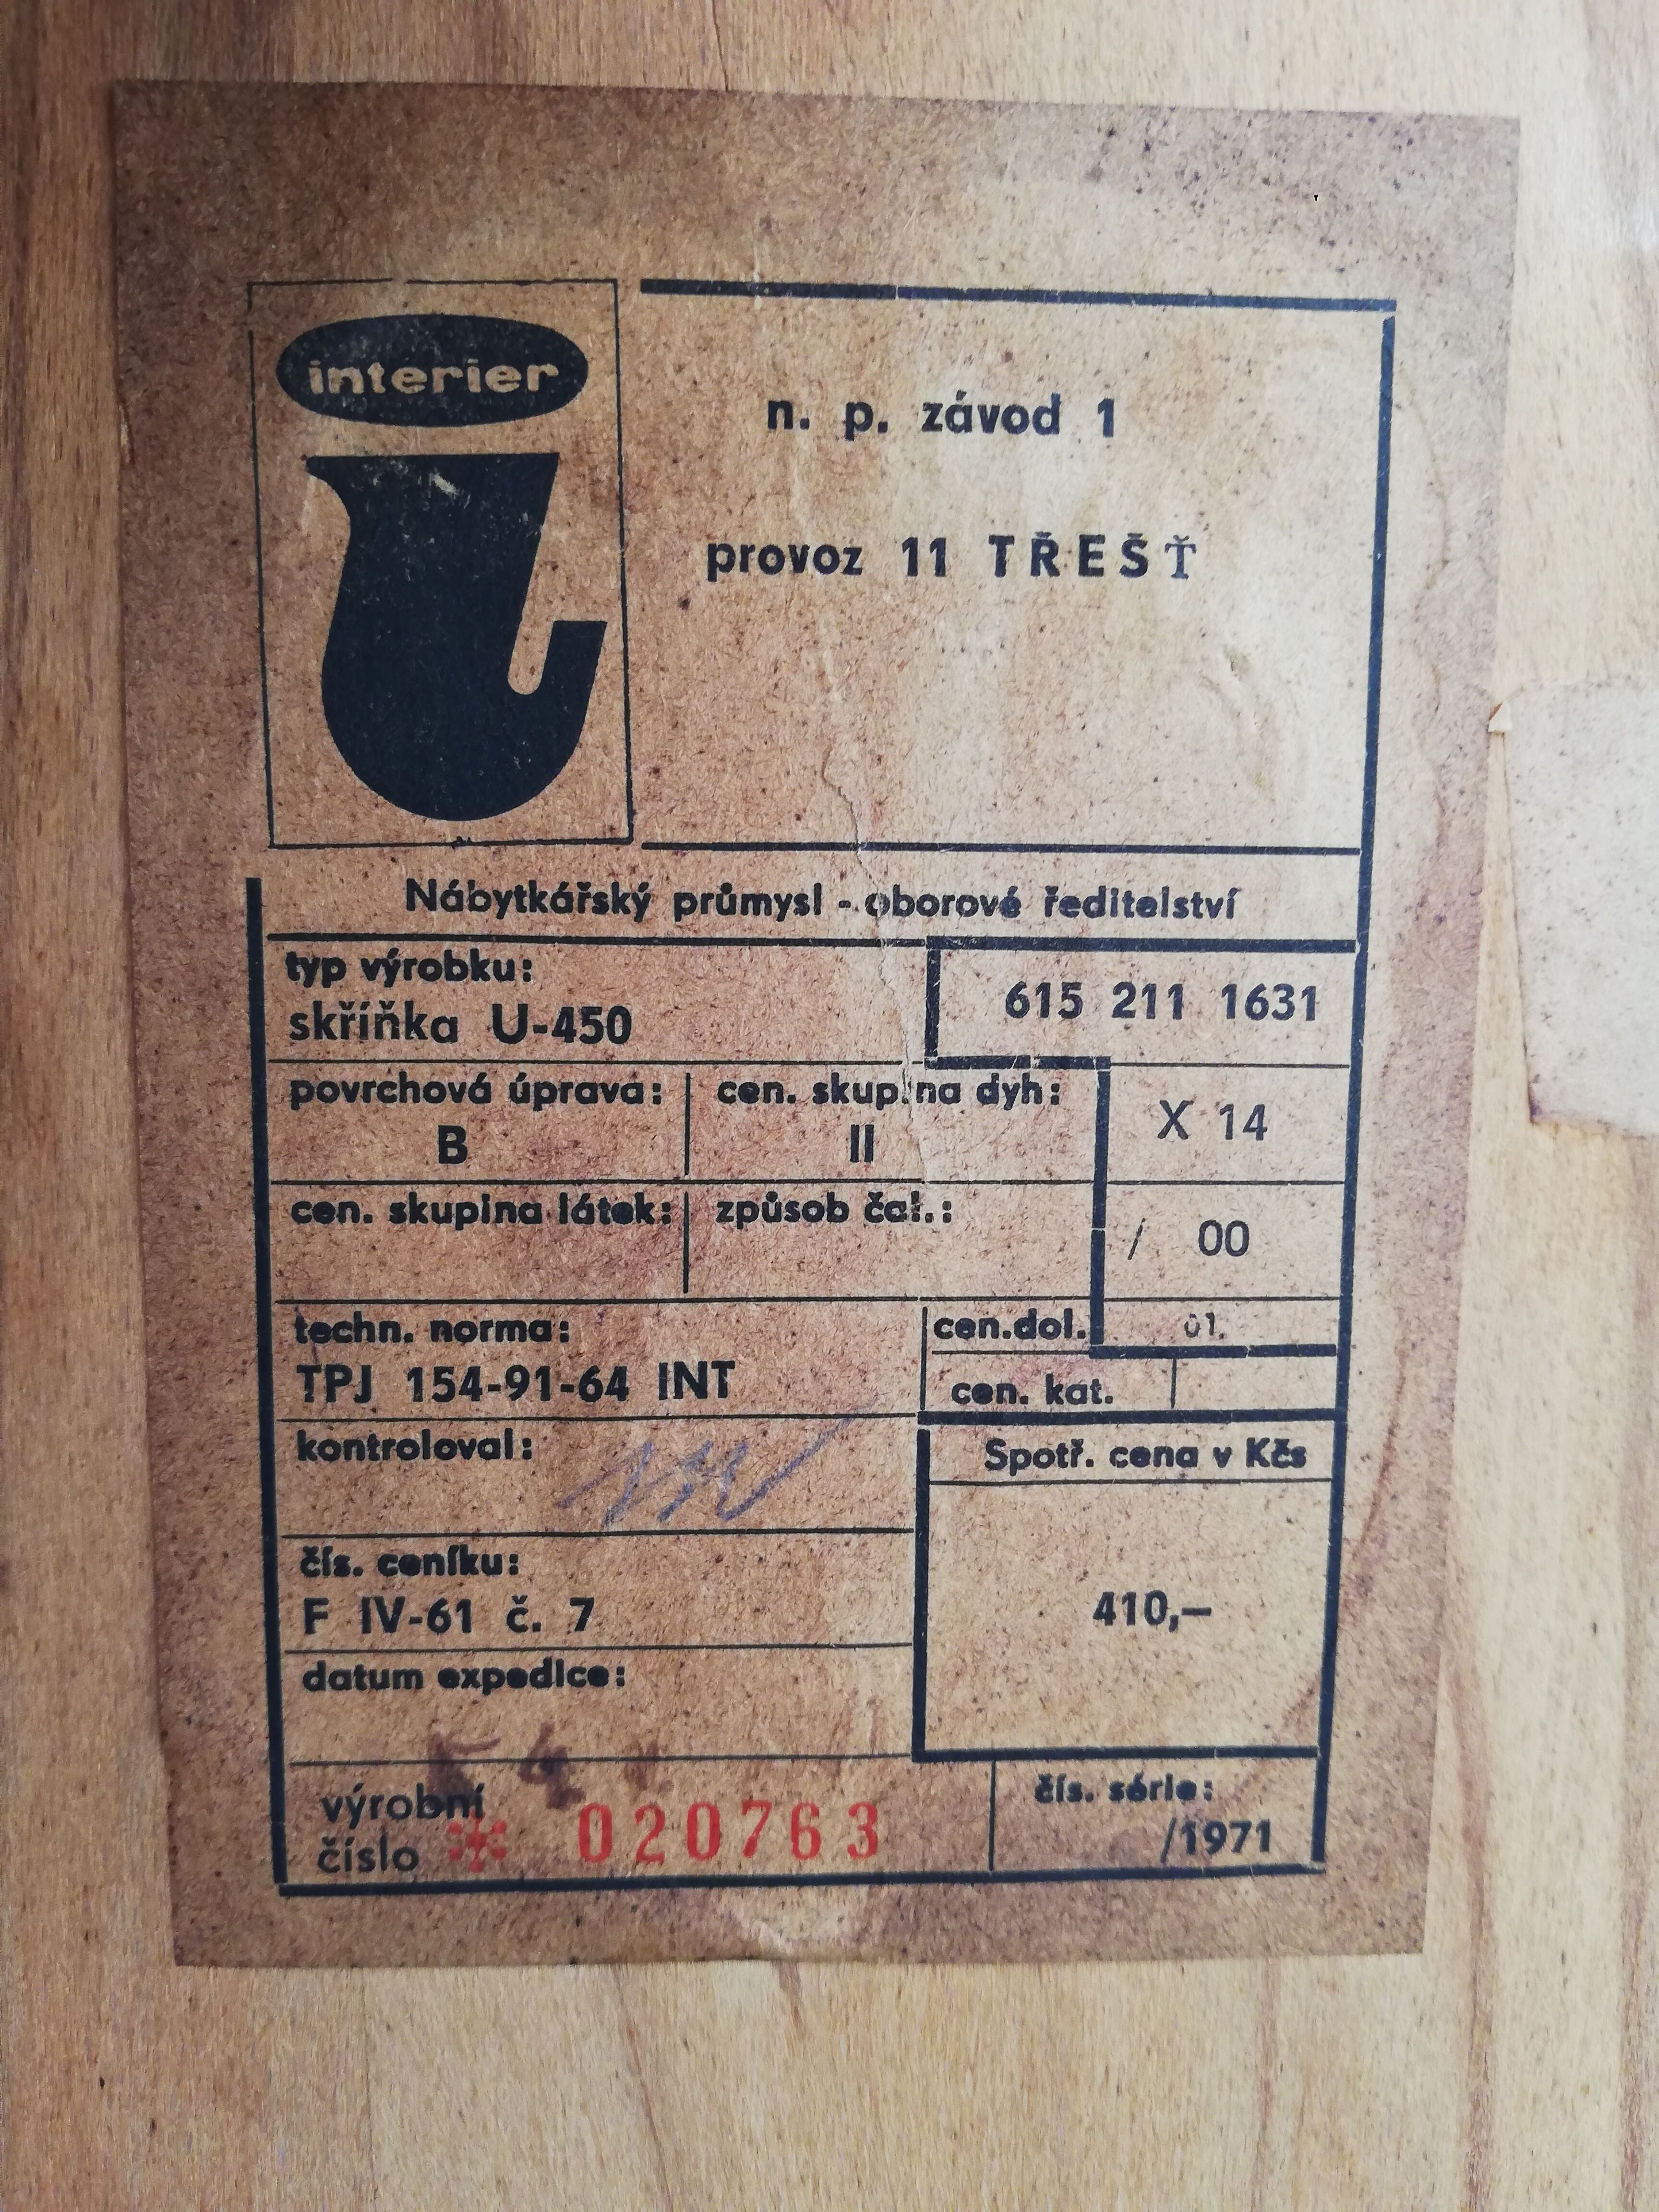 interier
n. p. závod 1
provoz 11 TŘEŠŤ
Nábytkářský průmysl - oborové ředitelství
typ výrobku:
skříňka U-450
615 211 1631
povrchová úprava:
B
cen. skupina dyh:
II
X 14
cen. skupina látek:
způsob čal.:
/ 00
techn. norma:
TPJ 154-91-64 INT
cen.dol.
01.
cen. kat.
kontroloval:
Spotř. cena v Kčs
410,—
čís. ceníku:
F IV-61 č. 7
datum expedice:
výrobní
číslo * 020763
čís. série:
/1971